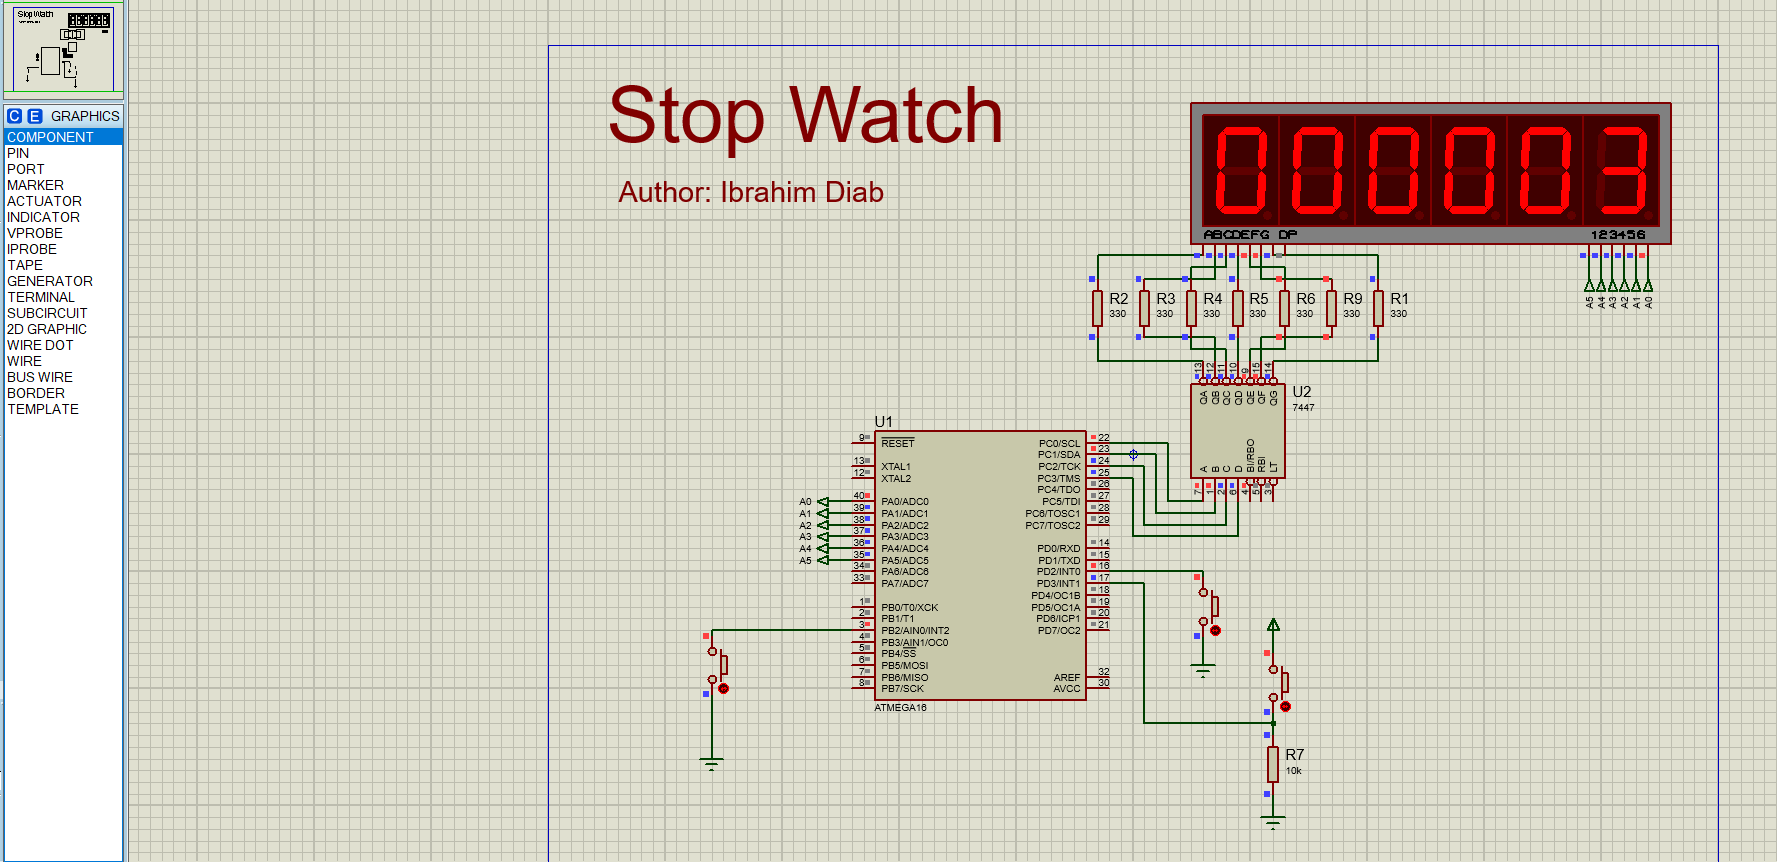 Stop Watch
C E GRAPHICS
COMPONENT
PIN
PORT
MARKER
ACTUATOR
INDICATOR
VPROBE
IPROBE
TAPE
GENERATOR
TERMINAL
SUBCIRCUIT
2D GRAPHIC
WIRE DOT
WIRE
BUS WIRE
BORDER
TEMPLATE
Stop Watch
Author: Ibrahim Diab
000003
ABCDEFG DP
123456
A5 A4 A3 A2 A1 A0
R2 R3 R4 R5 R6 R9 R1
330 330 330 330 330 330 330
13 12 11 10 9 15 14
QA QB QC QD QE QF QG
U2
7447
A B C D BI/RBO RBI LT
7 1 2 6 4 5 3
U1
9 RESET
13 XTAL1
12 XTAL2
A0 40 PA0/ADC0
A1 39 PA1/ADC1
A2 38 PA2/ADC2
A3 37 PA3/ADC3
A4 36 PA4/ADC4
A5 35 PA5/ADC5
34 PA6/ADC6
33 PA7/ADC7
1 PB0/T0/XCK
2 PB1/T1
3 PB2/AIN0/INT2
4 PB3/AIN1/OC0
5 PB4/SS
6 PB5/MOSI
7 PB6/MISO
8 PB7/SCK
PC0/SCL 22
PC1/SDA 23
PC2/TCK 24
PC3/TMS 25
PC4/TDO 26
PC5/TDI 27
PC6/TOSC1 28
PC7/TOSC2 29
PD0/RXD 14
PD1/TXD 15
PD2/INT0 16
PD3/INT1 17
PD4/OC1B 18
PD5/OC1A 19
PD6/ICP1 20
PD7/OC2 21
AREF 32
AVCC 30
ATMEGA16
R7
10k